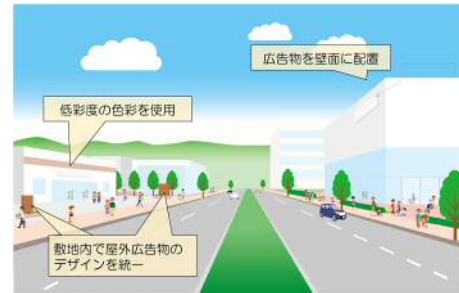 広告物を壁面に配置
低彩度の色彩を使用
敷地内で屋外広告物の
デザインを統一